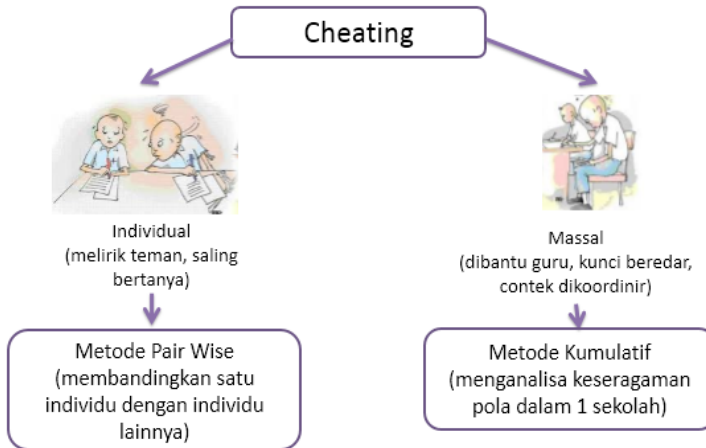 Cheating
Individual
(melirik teman, saling
bertanya)
Massal
(dibantu guru, kunci beredar,
contek dikoordinir)
Metode Pair Wise
(membandingkan satu
individu dengan individu
lainnya)
Metode Kumulatif
(menganalisa keseragaman
pola dalam 1 sekolah)